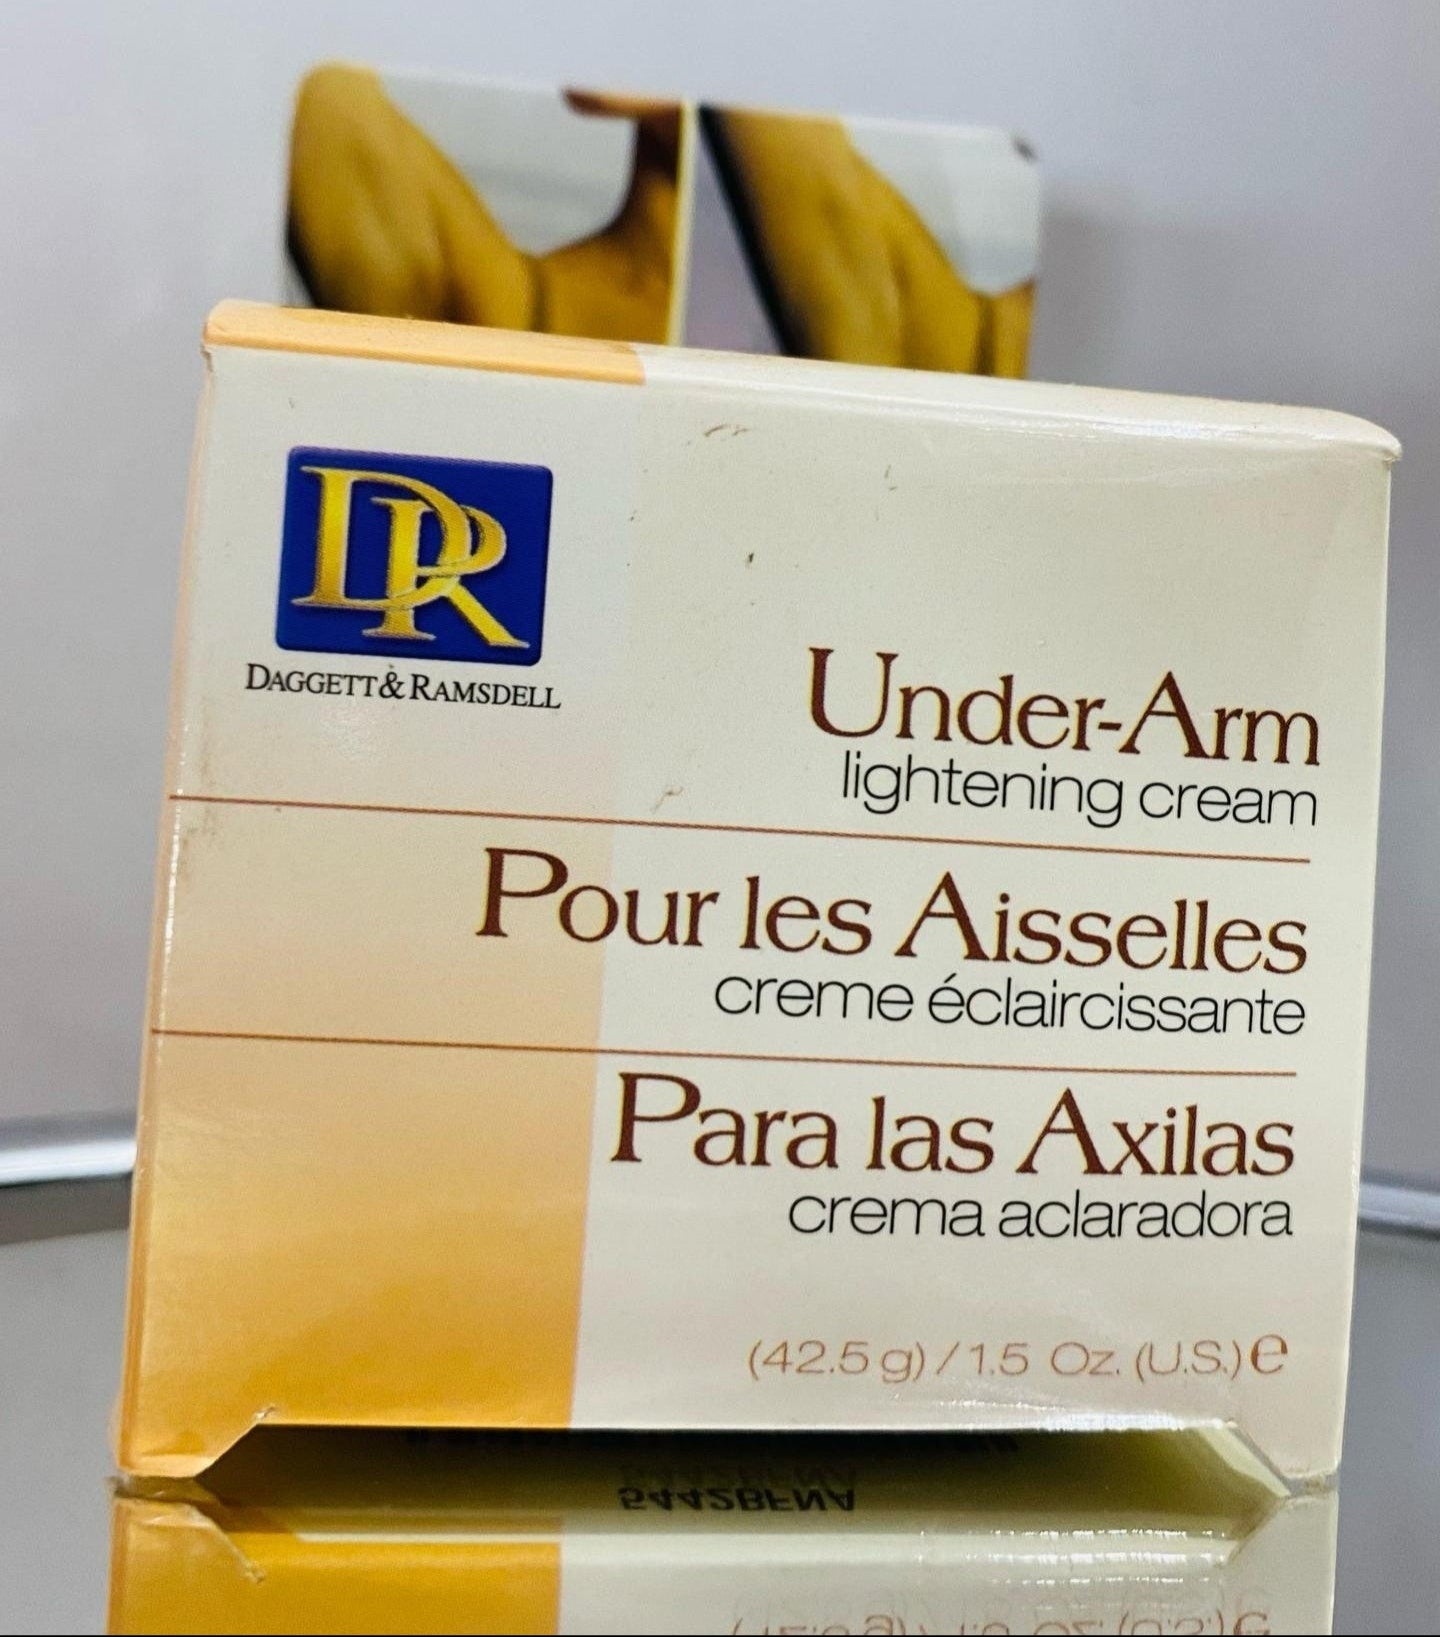 DR
DAGGETT & RAMSDELL
Under-Arm
lightening cream
Pour les Aisselles
creme éclaircissante
Para las Axilas
crema aclaradora
(42.5 g) / 1.5 Oz. (U.S.) e
5442BFNA